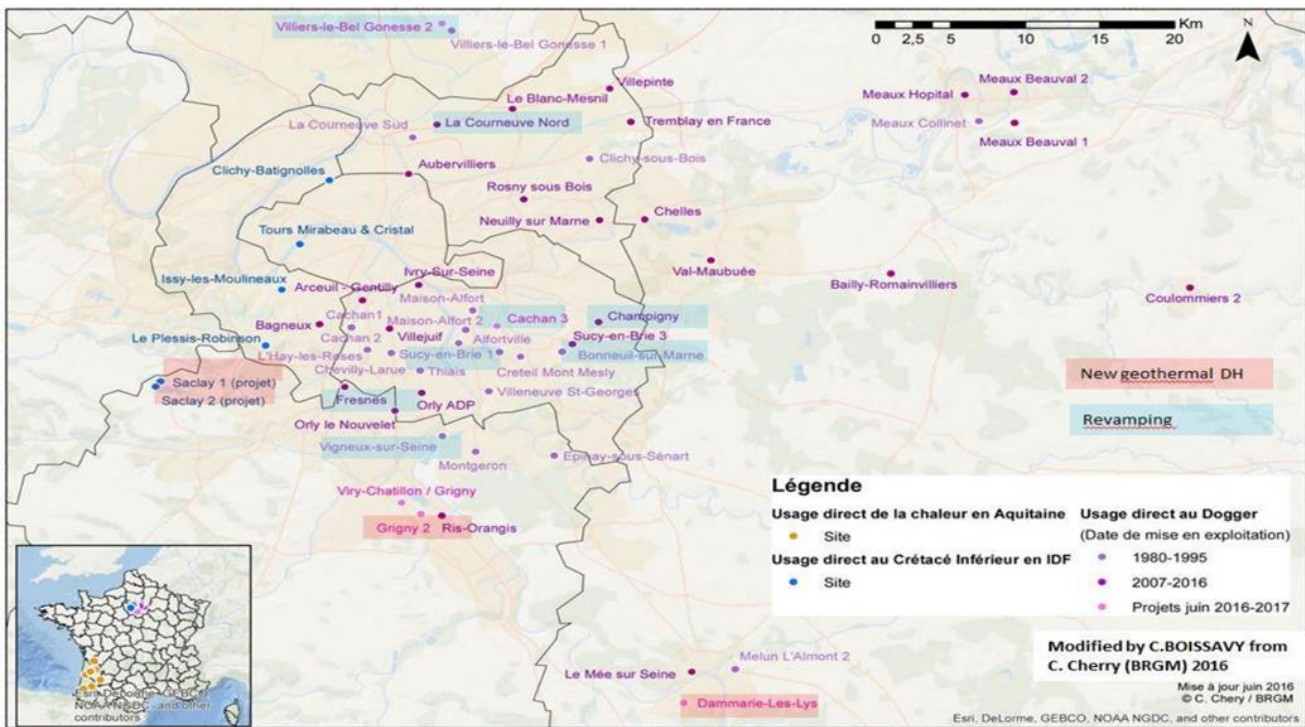 Villiers-le-Bel Gonesse 2
Villiers-le-Bel Gonesse 1
Km
0 2,5 5 10 15 20
N
Villepinte
Le Blanc-Mesnil
Meaux Beauval 2
Meaux Hopital
La Courneuve Sud
La Courneuve Nord
Tremblay en France
Meaux Collinet
Meaux Beauval 1
Clichy-sous-Bois
Clichy-Batignolles
Aubervilliers
Rosny sous Bois
Neuilly sur Marne
Chelles
Tours Mirabeau & Cristal
Val-Maubuée
Bailly-Romainvilliers
Issy-les-Moulineaux
Ivry-Sur-Seine
Arceuil - Gentilly
Maison-Alfort
Coulommiers 2
Cachan1
Maison-Alfort 2
Cachan 3
Champigny
Bagneux
Cachan 2
Villejuif
Alfortville
Sucy-en-Brie 3
Le Plessis-Robinson
L'Hay-les-Roses
Sucy-en-Brie 1
Bonneuil-sur-Marne
Chevilly-Larue
Thiais
Creteil Mont Mesly
Saclay 1 (projet)
Saclay 2 (projet)
Fresnes
Orly ADP
Villeneuve St-Georges
Orly le Nouvelet
Vigneux-sur-Seine
Montgeron
Epinay-sous-Sénart
Viry-Chatillon / Grigny
Grigny 2
Ris-Orangis
New geothermal DH
Revamping
Légende
Usage direct de la chaleur en Aquitaine
Site
Usage direct au Crétacé Inférieur en IDF
Site
Usage direct au Dogger
(Date de mise en exploitation)
1980-1995
2007-2016
Projets juin 2016-2017
Le Mée sur Seine
Melun L'Almont 2
Dammarie-Les-Lys
Modified by C.BOISSAVY from
C. Cherry (BRGM) 2016
Mise à jour juin 2016
© C. Chery / BRGM
Esri, DeLorme, GEBCO, NOAA NGDC, and other contributors
Esri, DeLorme, GEBCO,
NOAA NGDC, and other
contributors